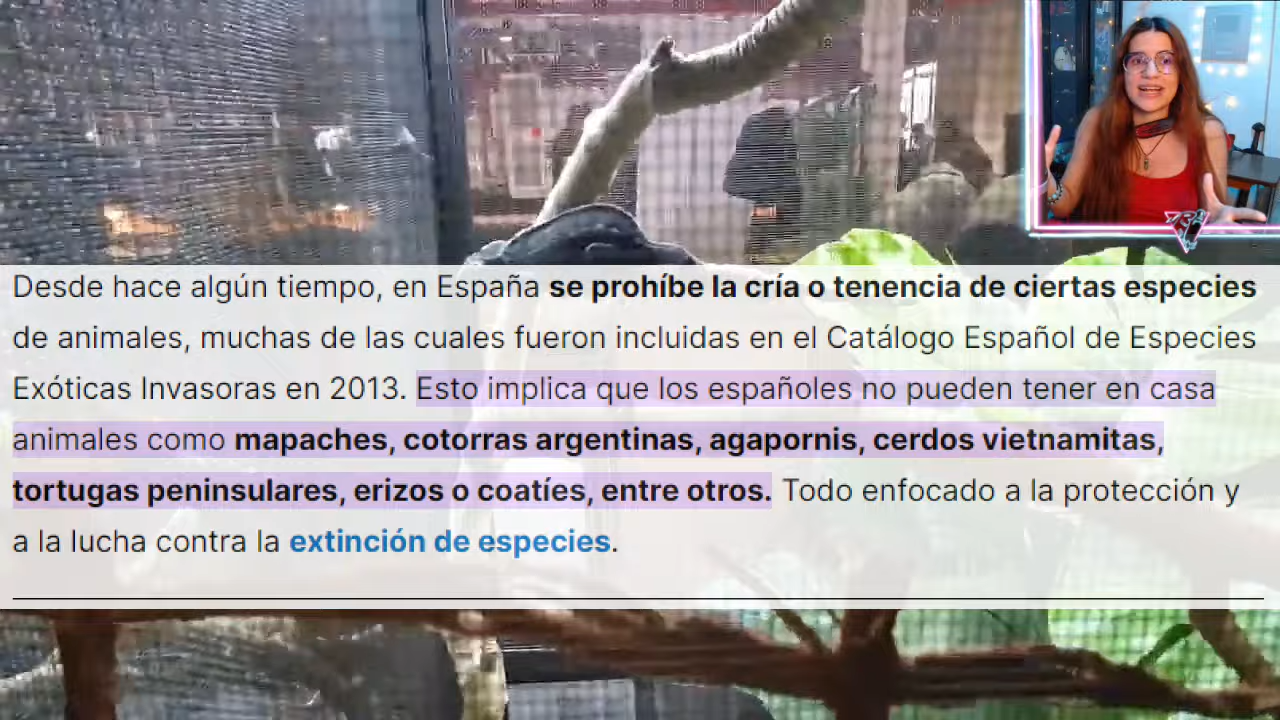 Desde hace algún tiempo, en España se prohíbe la cría o tenencia de ciertas especies
de animales, muchas de las cuales fueron incluidas en el Catálogo Español de Especies
Exóticas Invasoras en 2013. Esto implica que los españoles no pueden tener en casa
animales como mapaches, cotorras argentinas, agapornis, cerdos vietnamitas,
tortugas peninsulares, erizos o coatíes, entre otros. Todo enfocado a la protección y
a la lucha contra la extinción de especies.